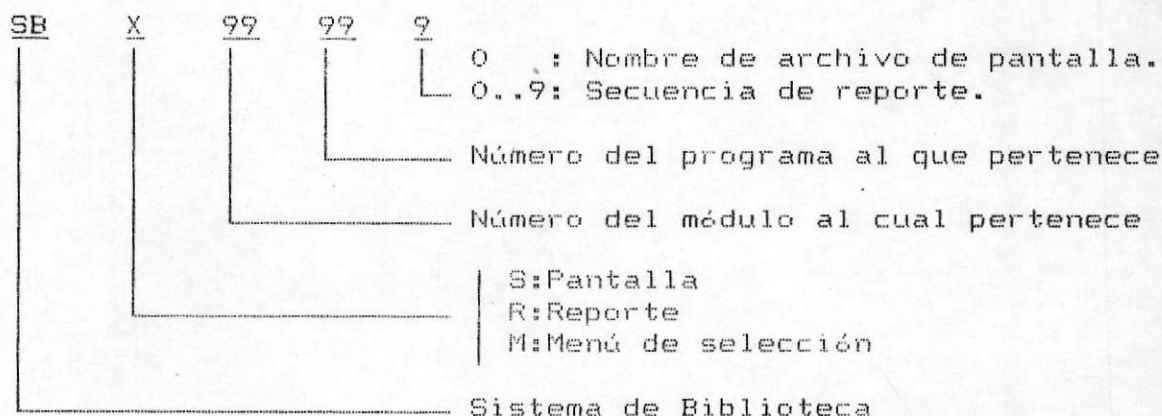 SB X 99 99 9
0 : Nombre de archivo de pantalla.
0..9: Secuencia de reporte.
Número del programa al que pertenece
Número del módulo al cual pertenece
S:Pantalla
R:Reporte
M:Menú de selección
Sistema de Biblioteca